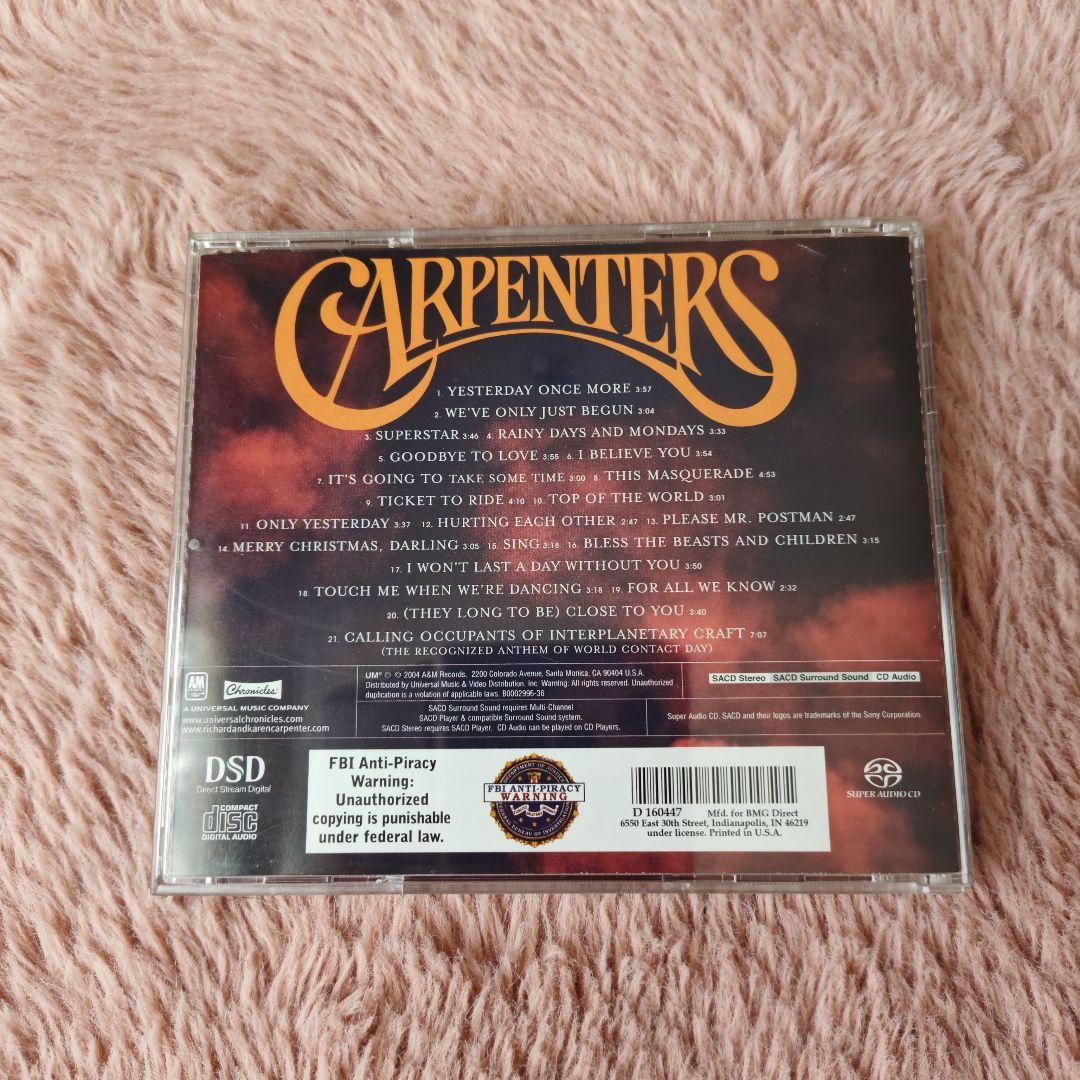 CARPENTERS
1. YESTERDAY ONCE MORE 3:57
2. WE'VE ONLY JUST BEGUN 3:04
3. SUPERSTAR 3:46 4. RAINY DAYS AND MONDAYS 3:33
5. GOODBYE TO LOVE 3:55 6. I BELIEVE YOU 3:54
7. IT'S GOING TO TAKE SOME TIME 3:00 8. THIS MASQUERADE 4:53
9. TICKET TO RIDE 4:10 10. TOP OF THE WORLD 3:01
11. ONLY YESTERDAY 3:37 12. HURTING EACH OTHER 2:47 13. PLEASE MR. POSTMAN 2:47
14. MERRY CHRISTMAS, DARLING 3:05 15. SING 3:16 16. BLESS THE BEASTS AND CHILDREN 3:15
17. I WON'T LAST A DAY WITHOUT YOU 3:50
18. TOUCH ME WHEN WE'RE DANCING 3:18 19. FOR ALL WE KNOW 2:32
20. (THEY LONG TO BE) CLOSE TO YOU 3:40
21. CALLING OCCUPANTS OF INTERPLANETARY CRAFT 7:07
(THE RECOGNIZED ANTHEM OF WORLD CONTACT DAY)
A&M
Chronicles
A UNIVERSAL MUSIC COMPANY
www.universalchronicles.com
www.richardandkarencarpenter.com
UM℮ ℗ © 2004 A&M Records, 2200 Colorado Avenue, Santa Monica, CA 90404 U.S.A.
Distributed by Universal Music & Video Distribution, Inc. Warning: All rights reserved. Unauthorized
duplication is a violation of applicable laws. B0002996-36
SACD Stereo SACD Surround Sound CD Audio
SACD Surround Sound requires Multi-Channel
SACD Player & compatible Surround Sound system.
SACD Stereo requires SACD Player. CD Audio can be played on CD Players.
Super Audio CD, SACD and their logos are trademarks of the Sony Corporation.
DSD
Direct Stream Digital
COMPACT
disc
DIGITAL AUDIO
FBI Anti-Piracy
Warning:
Unauthorized
copying is punishable
under federal law.
DEPARTMENT OF JUSTICE
FBI ANTI-PIRACY
WARNING
FEDERAL BUREAU OF INVESTIGATION
D 160447 Mfd. for BMG Direct
6550 East 30th Street, Indianapolis, IN 46219
under license. Printed in U.S.A.
SUPER AUDIO CD